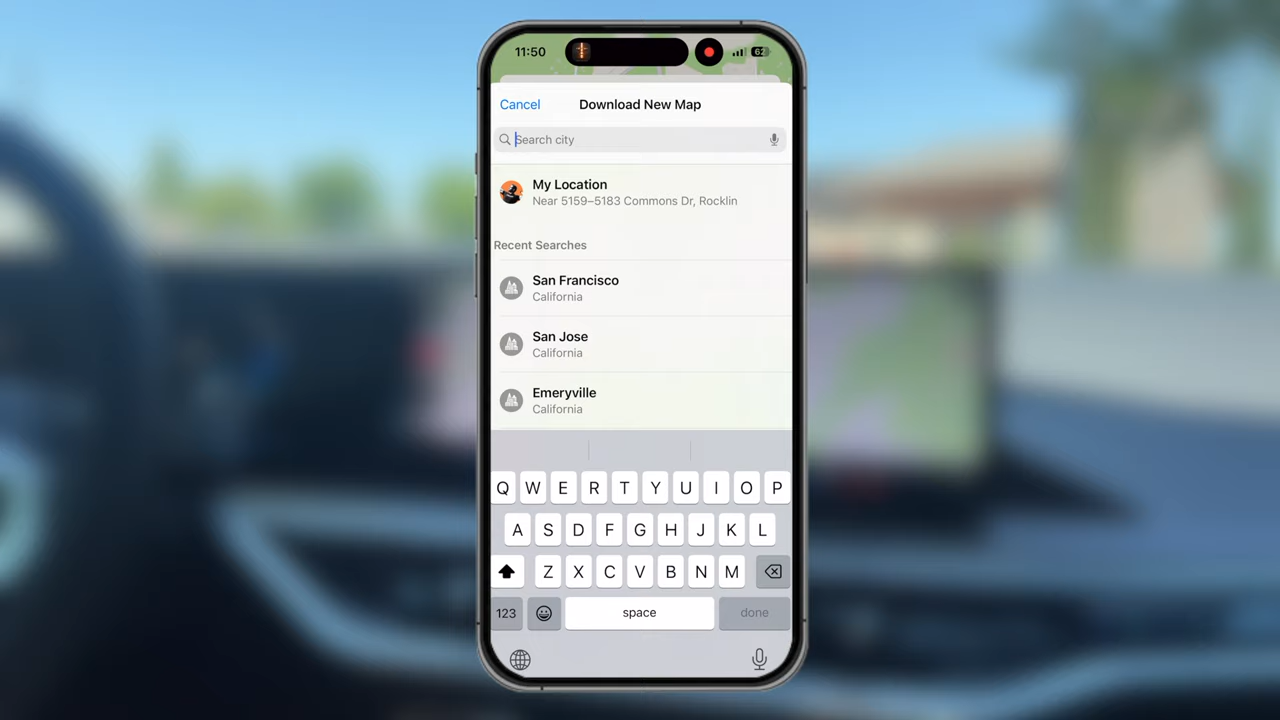 11:50
62
Cancel
Download New Map
Search city
My Location
Near 5159–5183 Commons Dr, Rocklin
Recent Searches
San Francisco
California
San Jose
California
Emeryville
California
Q W E R T Y U I O P
A S D F G H J K L
Z X C V B N M
123
space
done